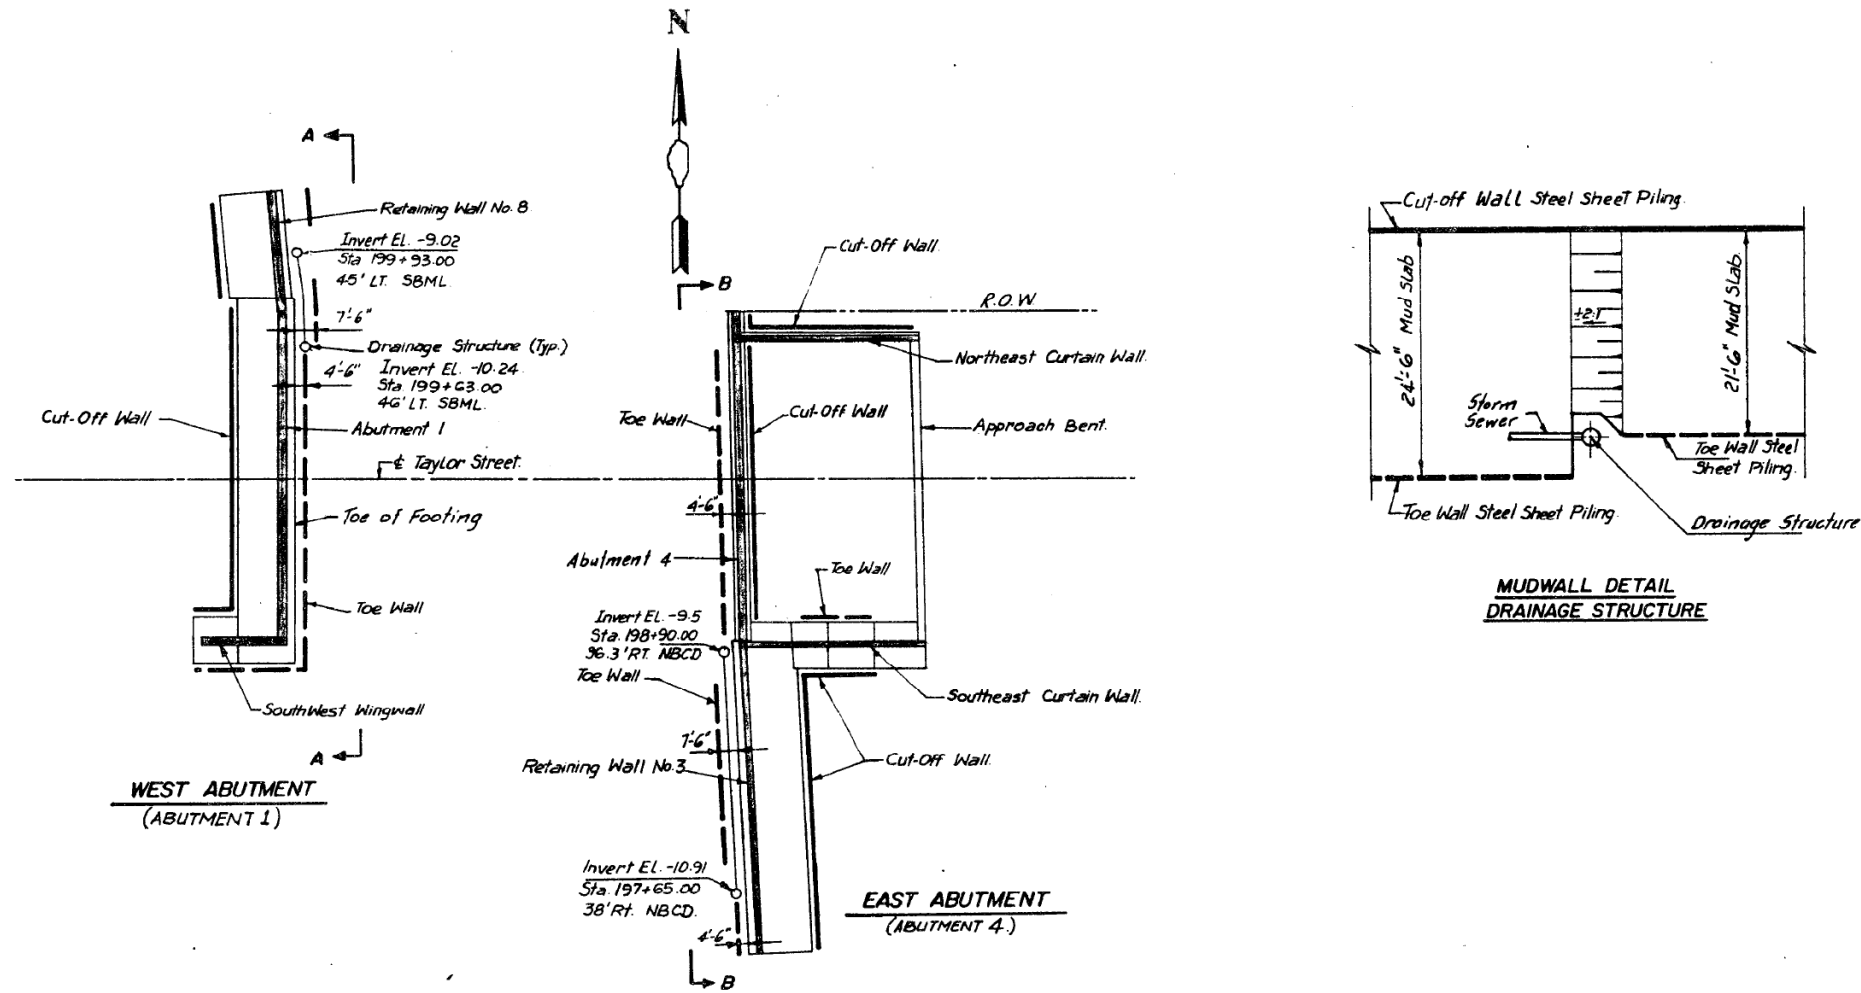 N
A
Retaining Wall No. 8
Invert El. -9.02
Sta 199+93.00
45' LT. SBML.
7'-6"
Drainage Structure (Typ.)
4'-6"
Invert El. -10.24
Sta. 199+63.00
46' LT. SBML.
Cut-Off Wall
Abutment 1
℄ Taylor Street.
Toe of Footing
Toe Wall
SouthWest Wingwall
A
WEST ABUTMENT
(ABUTMENT 1)
B
Cut-Off Wall.
R.O.W
Northeast Curtain Wall.
Toe Wall
Cut-Off Wall
Approach Bent.
4'-6"
Abutment 4
Toe Wall
Invert El. -9.5
Sta. 198+90.00
96.3' RT. NBCD
Toe Wall
Southeast Curtain Wall.
7'-6"
Retaining Wall No.3
Cut-Off Wall.
Invert El. -10.91
Sta. 197+65.00
38' Rt. NBCD.
4'-6"
B
EAST ABUTMENT
(ABUTMENT 4.)
Cut-off Wall Steel Sheet Piling.
24'-6" Mud Slab
±2:1
21'-6" Mud Slab.
Storm
Sewer
Toe Wall Steel
Sheet Piling.
Toe Wall Steel Sheet Piling.
Drainage Structure
MUDWALL DETAIL
DRAINAGE STRUCTURE